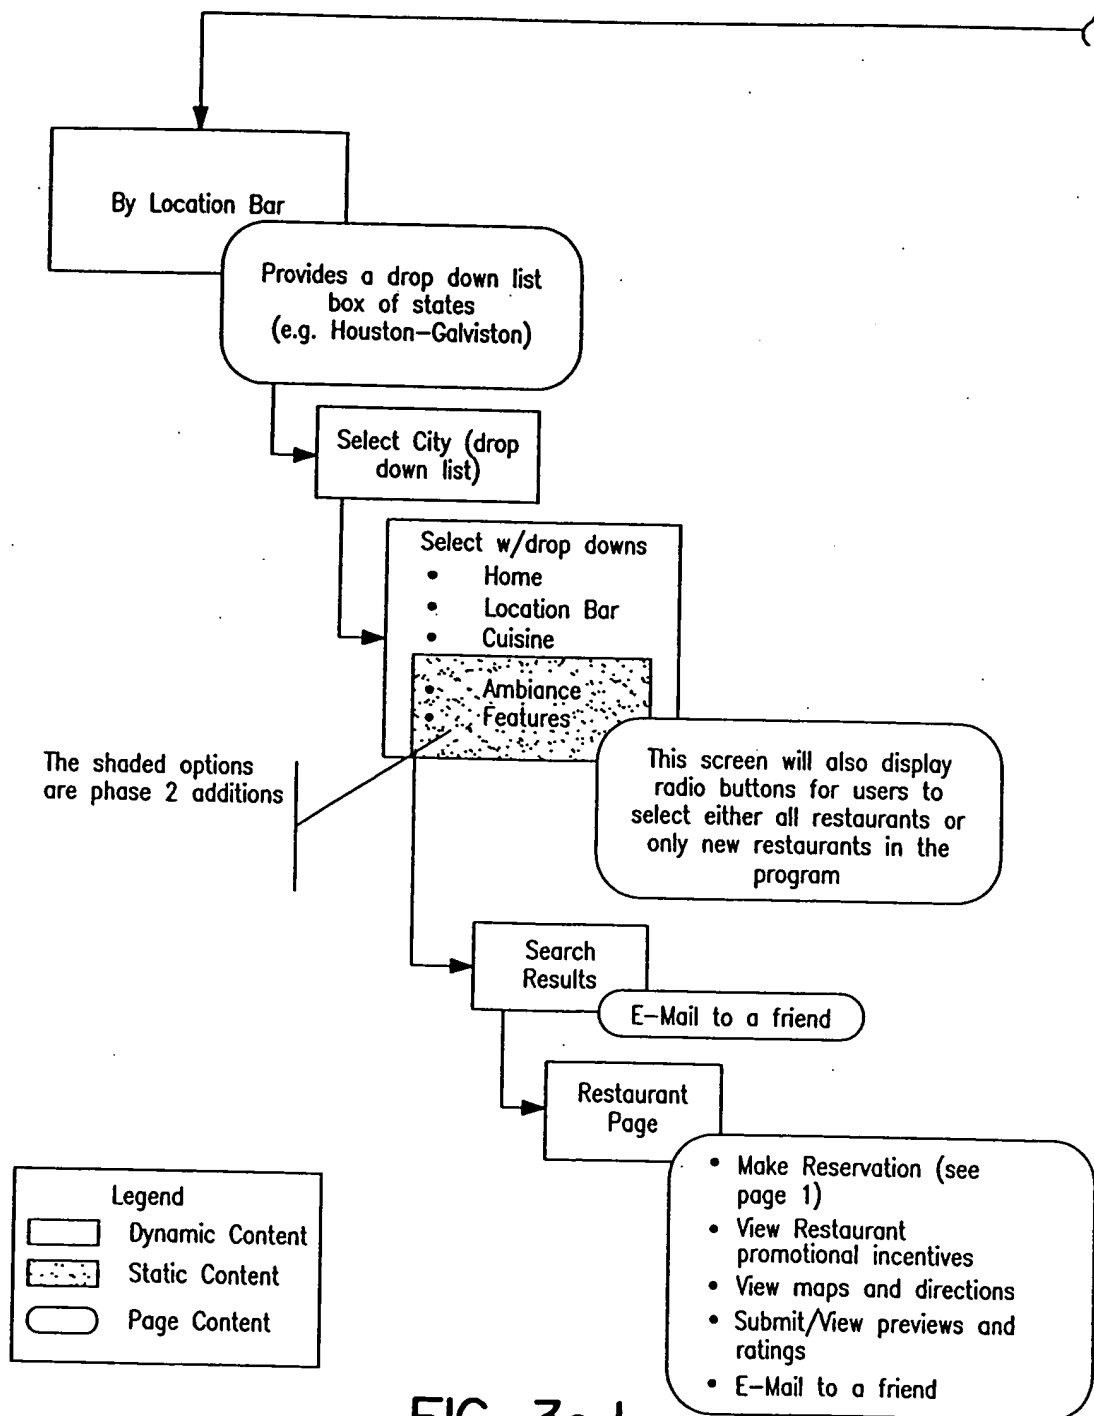 By Location Bar
Provides a drop down list
box of states
(e.g. Houston-Galviston)
Select City (drop
down list)
Select w/drop downs
• Home
• Location Bar
• Cuisine
• Ambiance
• Features
The shaded options
are phase 2 additions
This screen will also display
radio buttons for users to
select either all restaurants or
only new restaurants in the
program
Search
Results
E-Mail to a friend
Restaurant
Page
• Make Reservation (see
page 1)
• View Restaurant
promotional incentives
• View maps and directions
• Submit/View previews and
ratings
• E-Mail to a friend
Legend
Dynamic Content
Static Content
Page Content